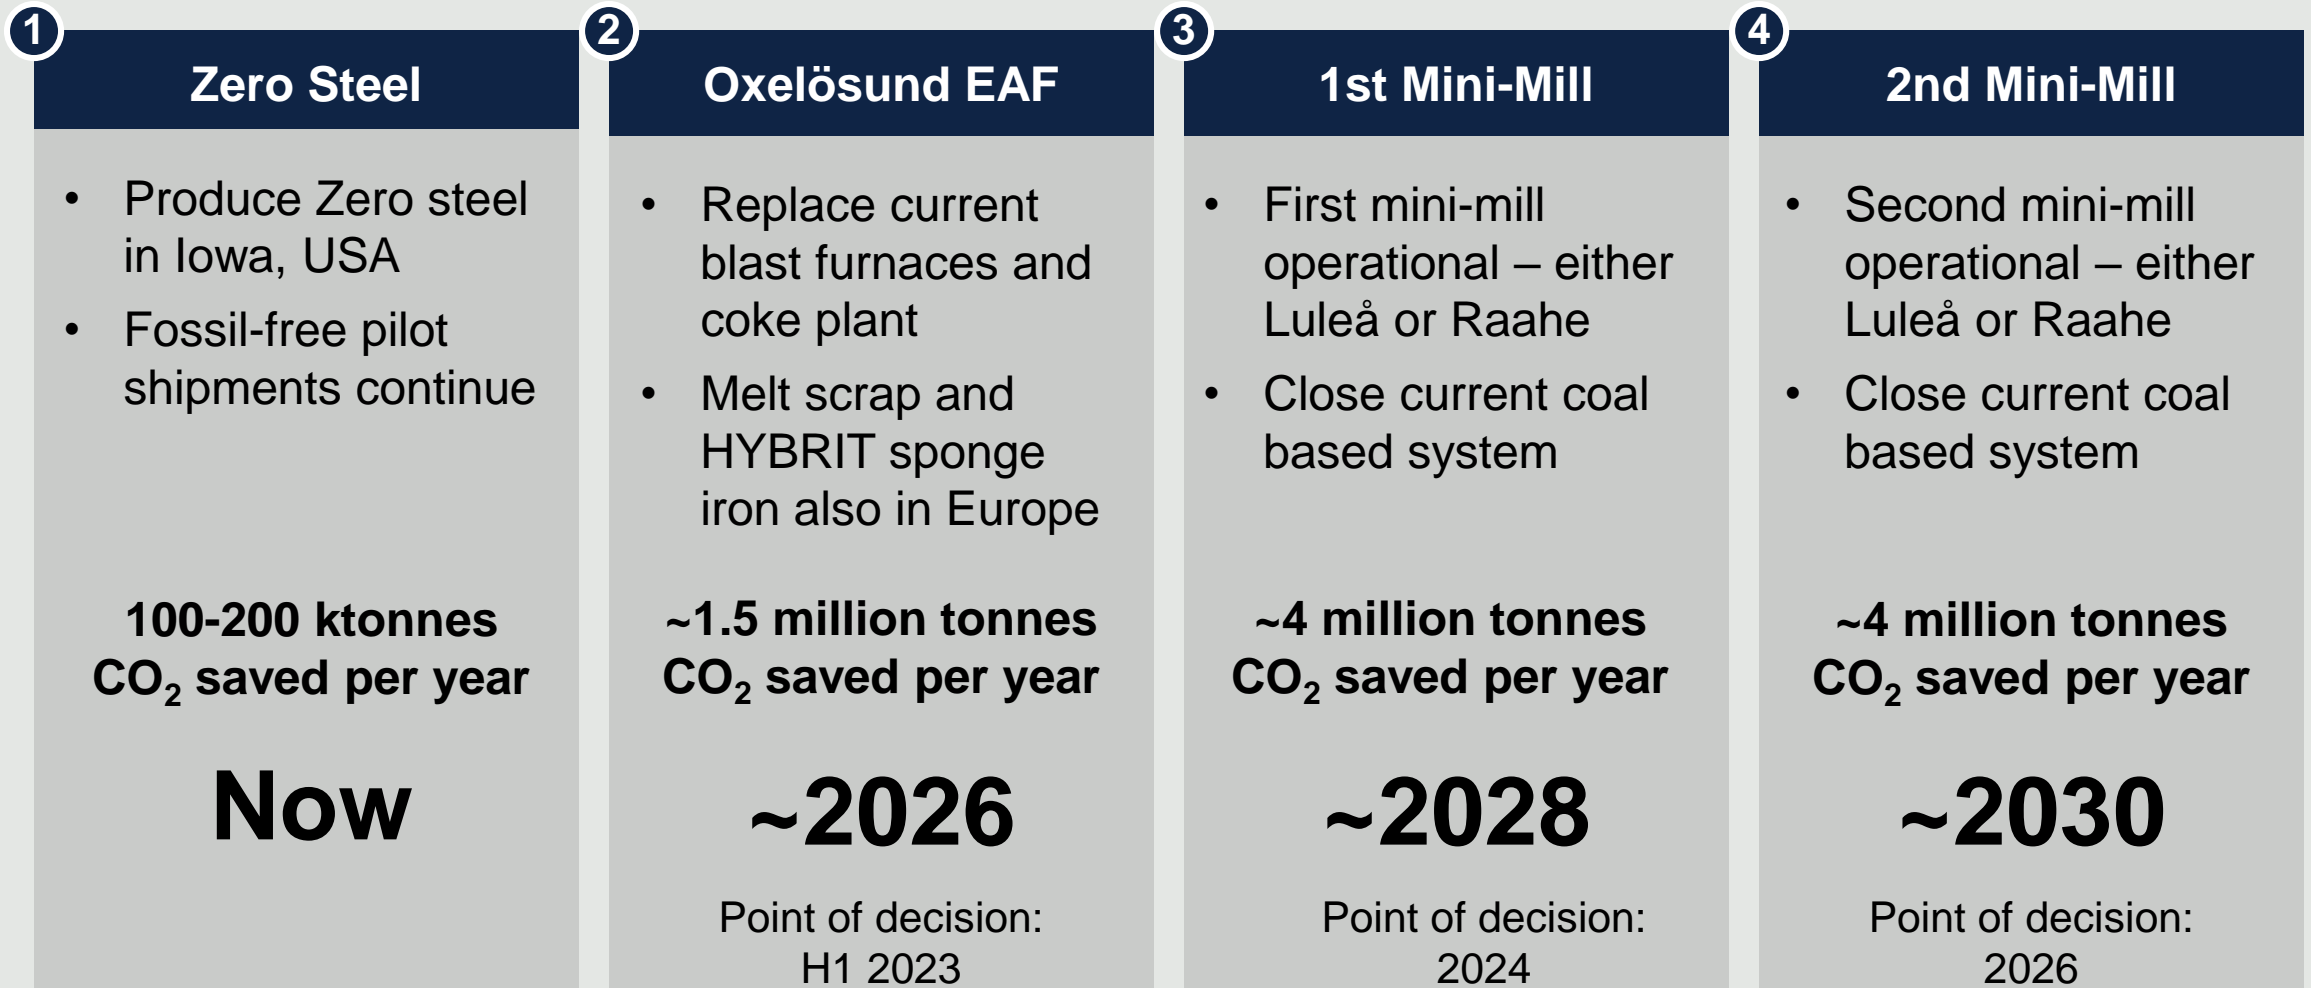 1
Zero Steel
• Produce Zero steel
in Iowa, USA
• Fossil-free pilot
shipments continue
100-200 ktonnes
CO₂ saved per year
Now
2
Oxelösund EAF
• Replace current
blast furnaces and
coke plant
• Melt scrap and
HYBRIT sponge
iron also in Europe
~1.5 million tonnes
CO₂ saved per year
~2026
Point of decision:
H1 2023
3
1st Mini-Mill
• First mini-mill
operational – either
Luleå or Raahe
• Close current coal
based system
~4 million tonnes
CO₂ saved per year
~2028
Point of decision:
2024
4
2nd Mini-Mill
• Second mini-mill
operational – either
Luleå or Raahe
• Close current coal
based system
~4 million tonnes
CO₂ saved per year
~2030
Point of decision:
2026